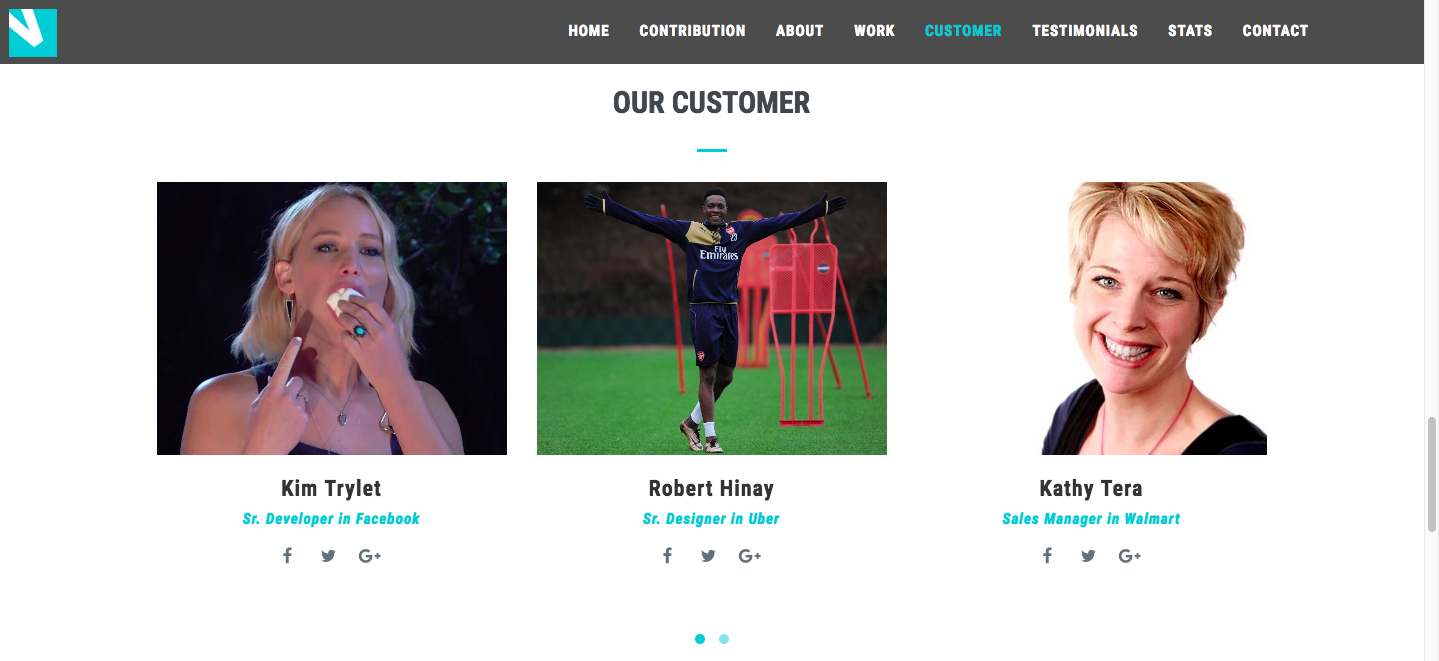 HOME CONTRIBUTION ABOUT WORK CUSTOMER TESTIMONIALS STATS CONTACT
OUR CUSTOMER
23
Fly
Emirates
Kim Trylet
Robert Hinay
Kathy Tera
Sr. Developer in Facebook
Sr. Designer in Uber
Sales Manager in Walmart